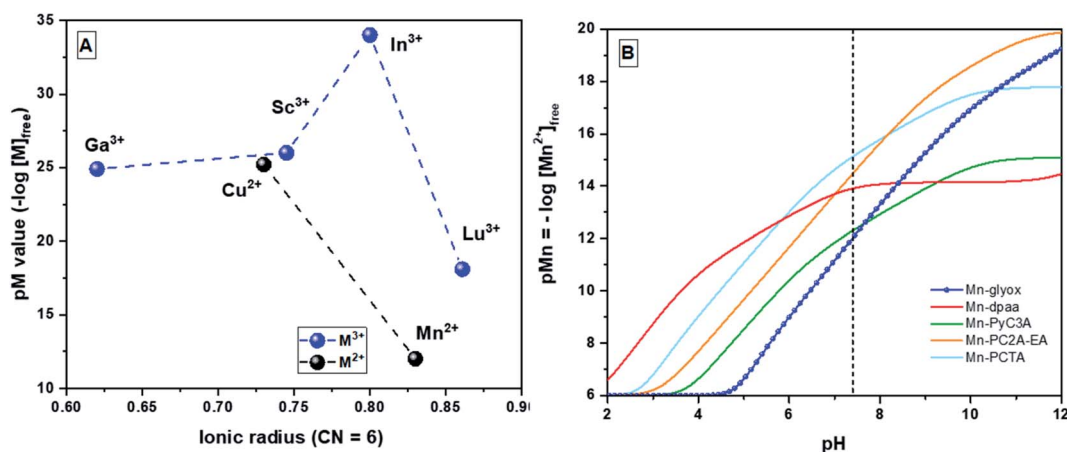 A
pM value (-log [M]free)
35
30
25
20
15
10
Ga³⁺
Sc³⁺
In³⁺
Cu²⁺
Lu³⁺
Mn²⁺
M³⁺
M²⁺
0.60 0.65 0.70 0.75 0.80 0.85 0.90
Ionic radius (CN = 6)
B
pMn = - log [Mn²⁺]free
20
18
16
14
12
10
8
6
Mn-glyox
Mn-dpaa
Mn-PyC3A
Mn-PC2A-EA
Mn-PCTA
2 4 6 8 10 12
pH